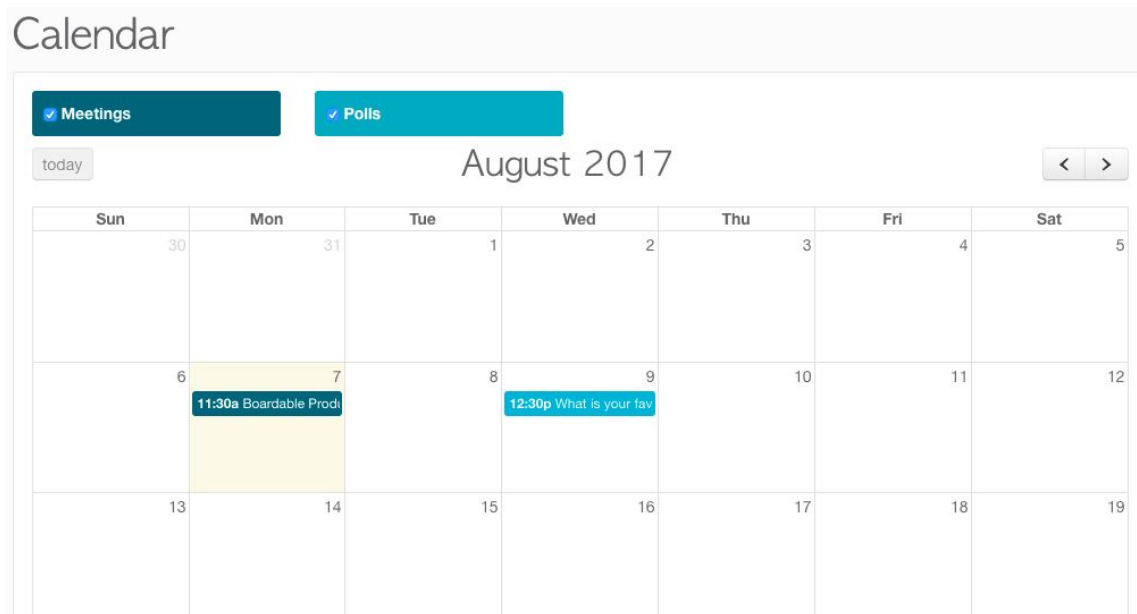 Calendar
Meetings Polls
today August 2017
Sun Mon Tue Wed Thu Fri Sat
30 31 1 2 3 4 5
6 7 8 9 10 11 12
11:30a Boardable 12:30p What is your fav
13 14 15 16 17 18 19